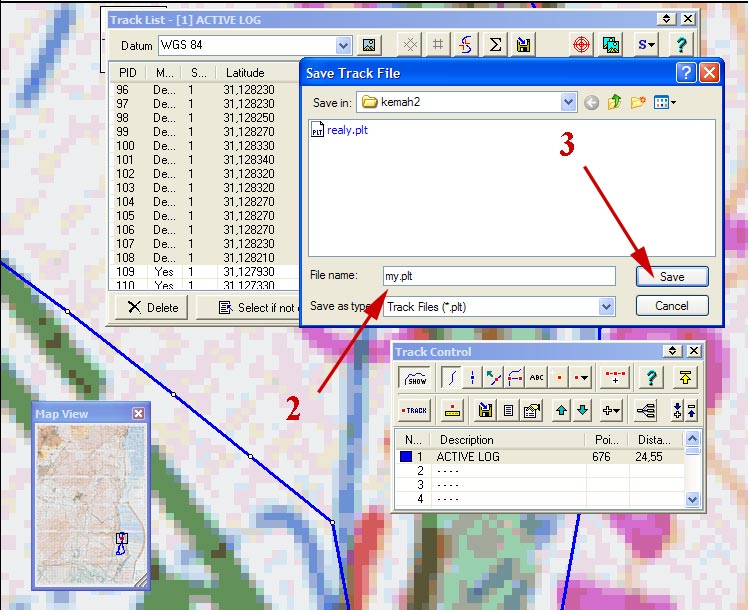 Track List - [1] ACTIVE LOG
Datum WGS 84
S
?
PID M... S... Latitude
96 De... 1 31,128230
97 De... 1 31,128230
98 De... 1 31,128250
99 De... 1 31,128270
100 De... 1 31,128330
101 De... 1 31,128340
102 De... 1 31,128320
103 De... 1 31,128320
104 De... 1 31,128270
105 De... 1 31,128270
106 De... 1 31,128270
107 De... 1 31,128230
108 De... 1 31,128210
109 Yes 1 31,127930
110 Yes 1 31,127330
Delete
Select if not
Save Track File
?
Save in: kemah2
PLT realy.plt
3
File name: my.plt
Save
Save as type: Track Files (*.plt)
Cancel
2
Track Control
SHOW
ABC
?
TRACK
N... Description Poi... Dista...
1 ACTIVE LOG 676 24,55
2 - - - -
3 - - - -
4 - - - -
Map View